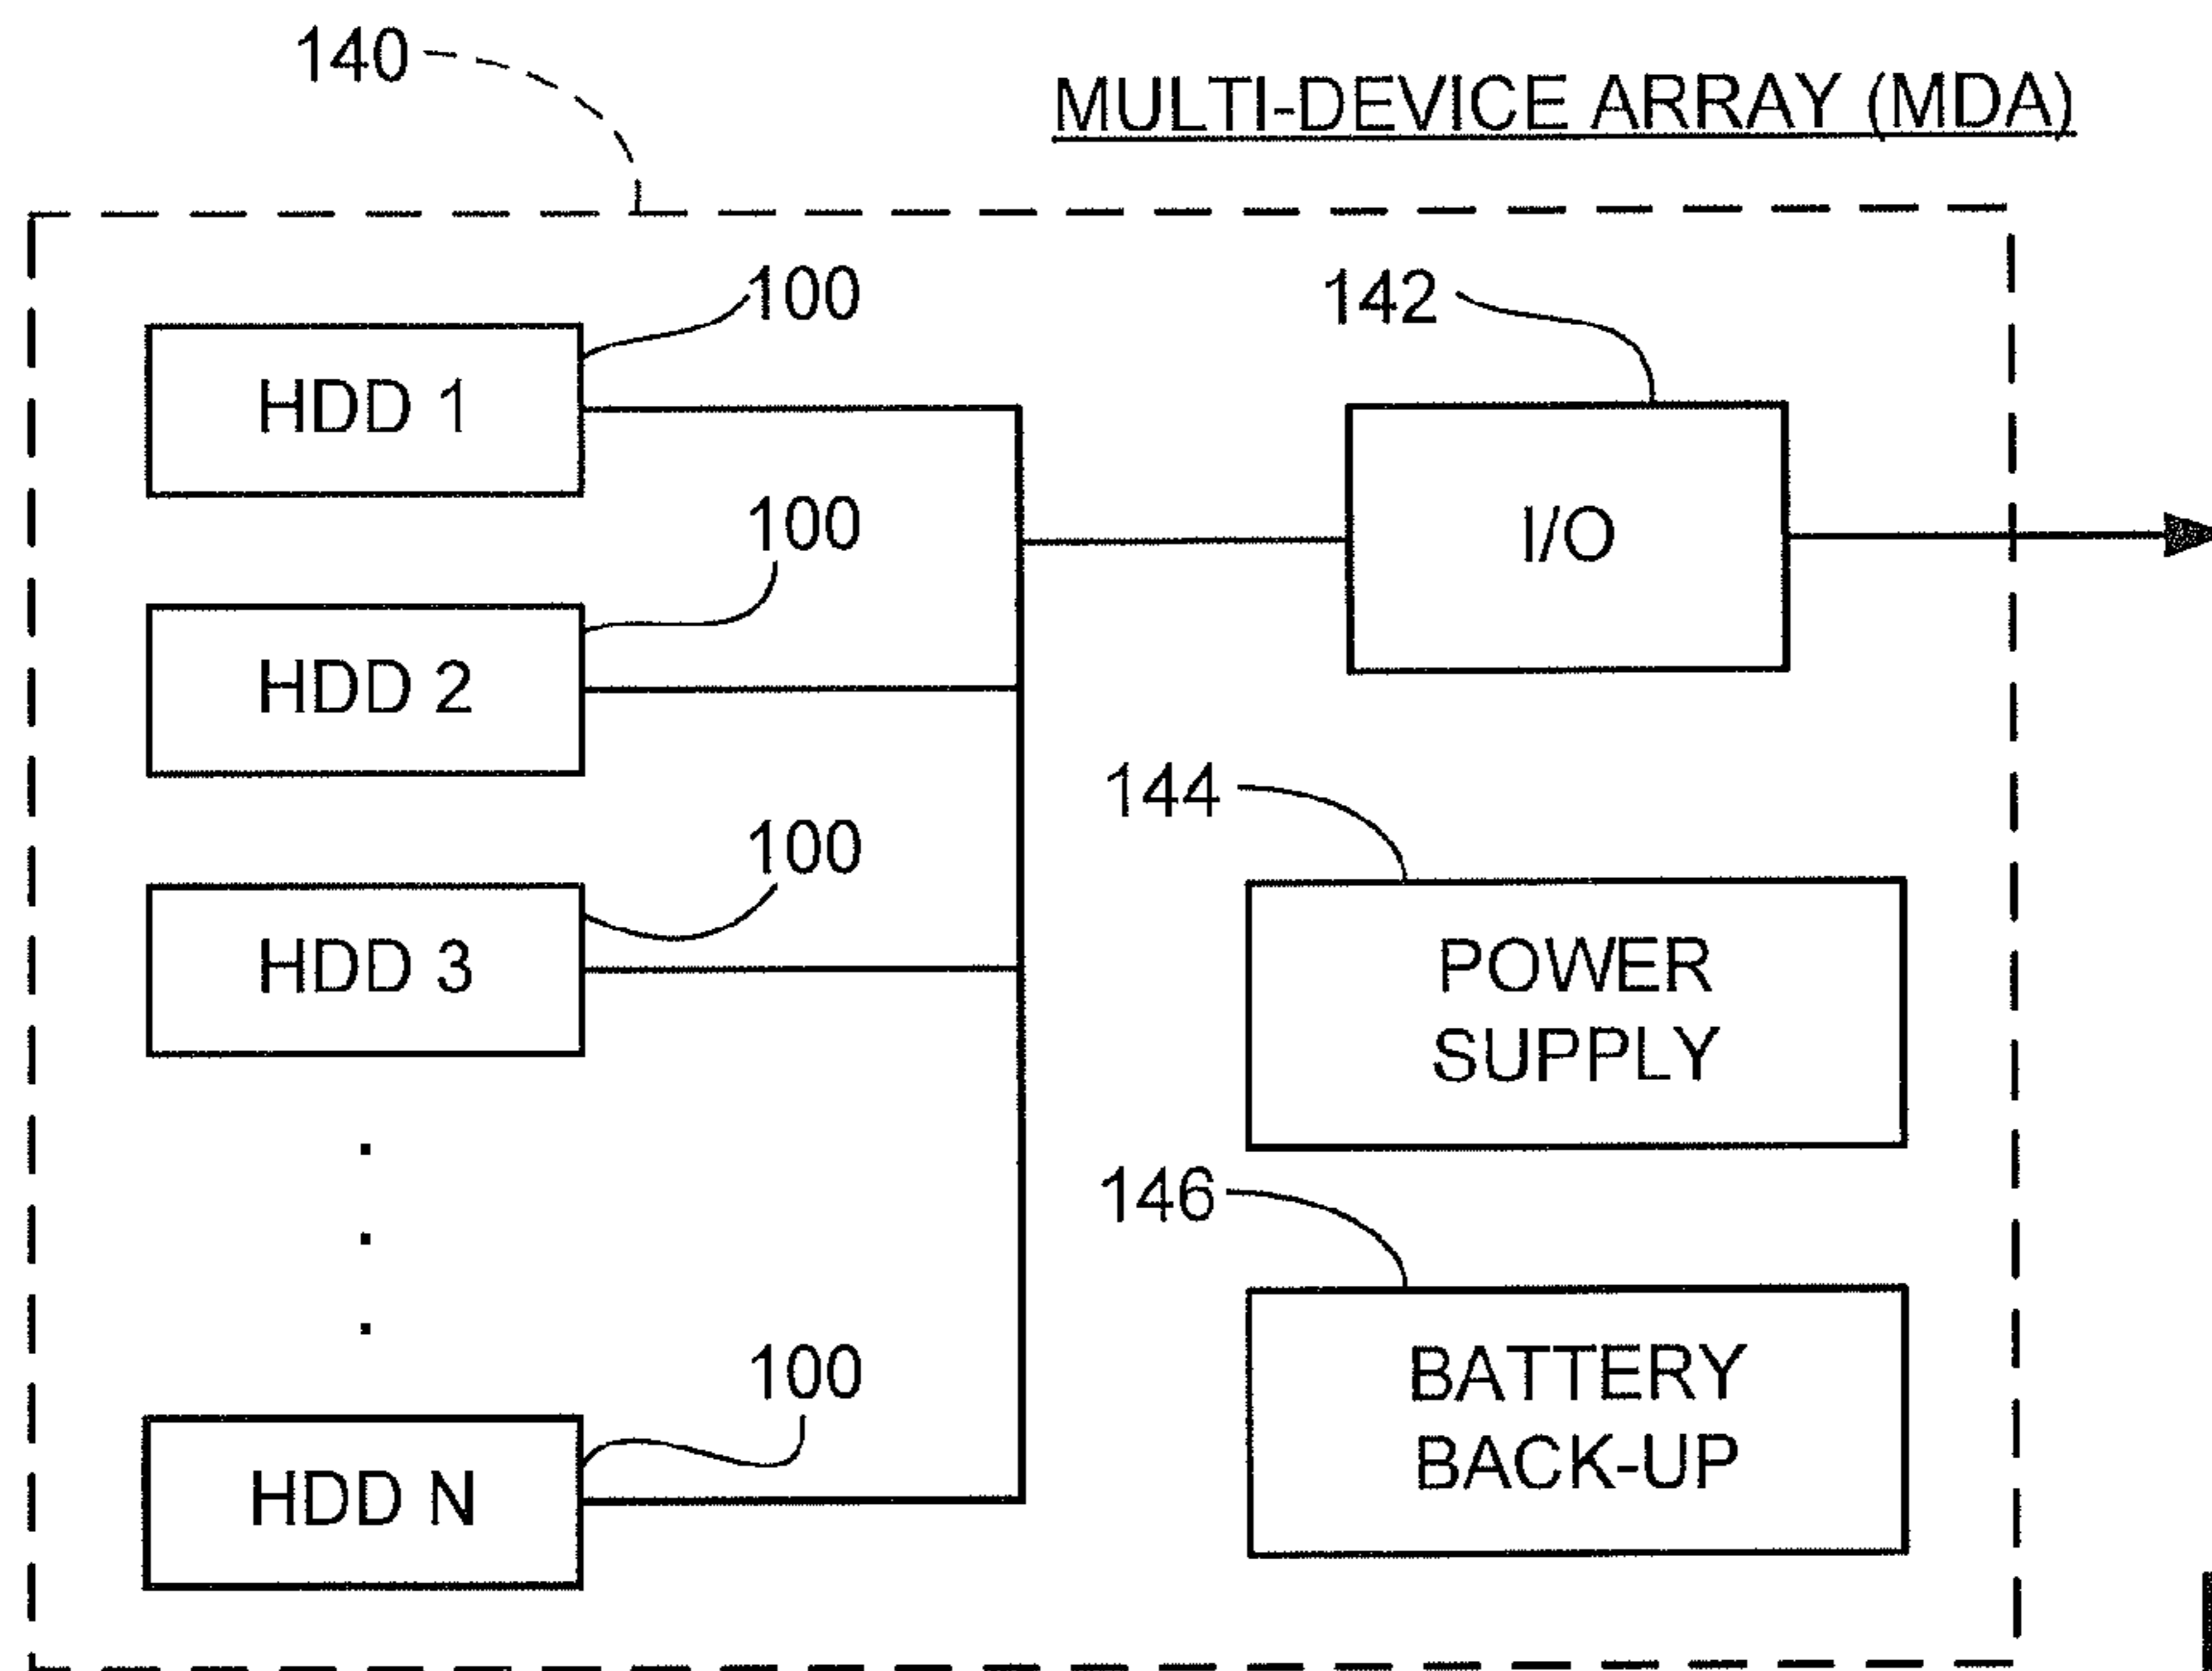 140
MULTI-DEVICE ARRAY (MDA)
100
HDD 1
142
I/O
100
HDD 2
144
100
HDD 3
POWER
SUPPLY
146
BATTERY
BACK-UP
100
HDD N